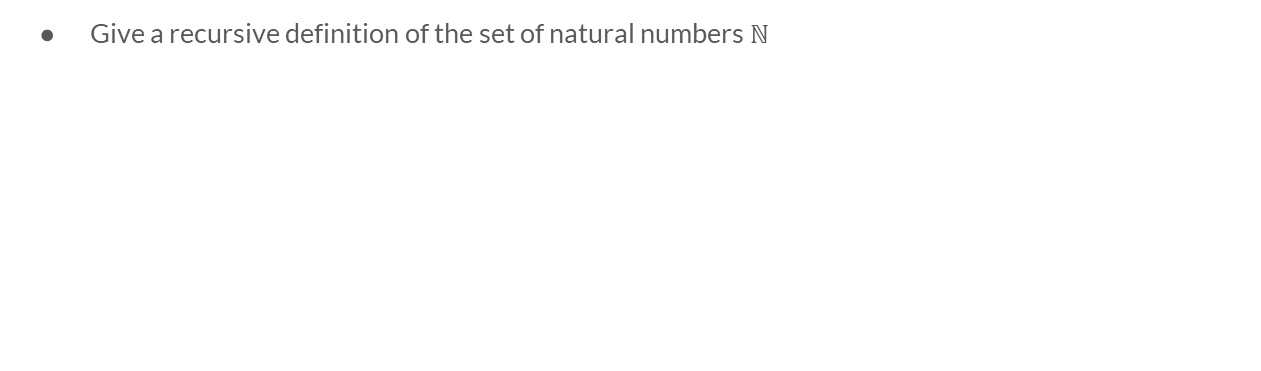 ● Give a recursive definition of the set of natural numbers ℕ